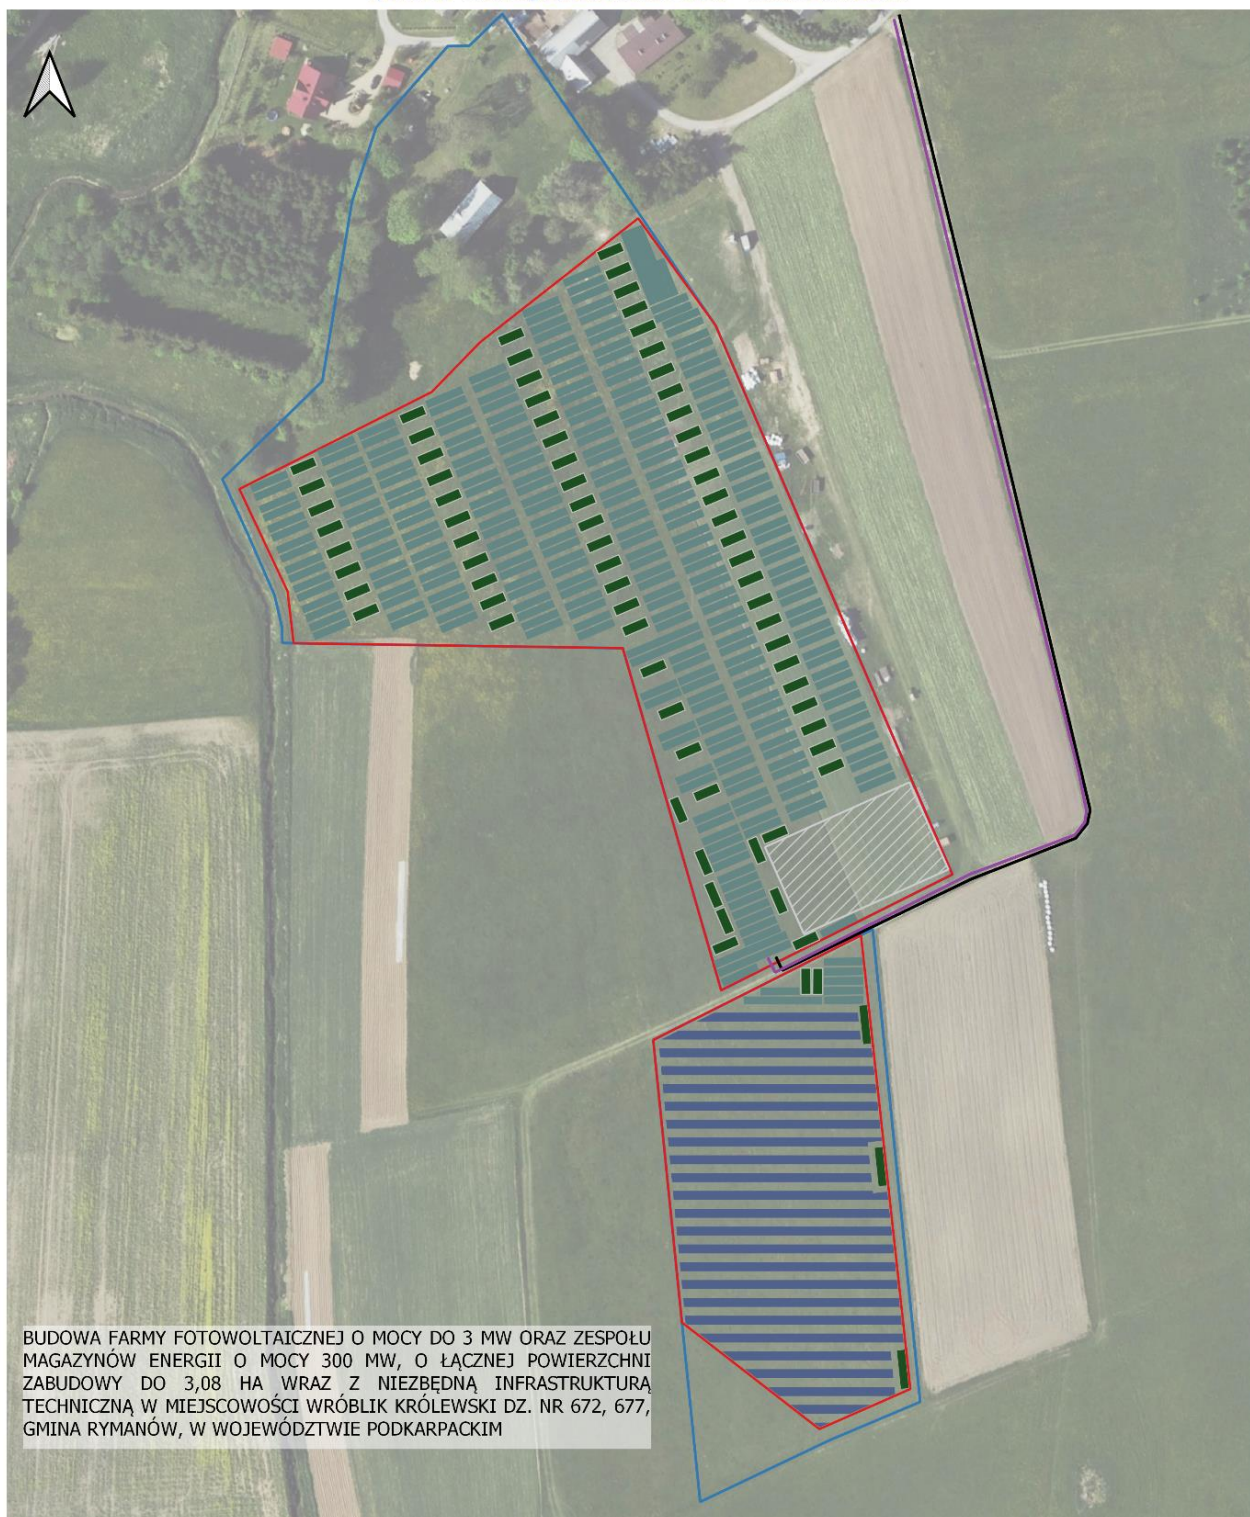 BUDOWA FARMY FOTOWOLTAICZNEJ O MOCY DO 3 MW ORAZ ZESPOŁU
MAGAZYNÓW ENERGII O MOCY 300 MW, O ŁĄCZNEJ POWIERZCHNI
ZABUDOWY DO 3,08 HA WRAZ Z NIEZBĘDNĄ INFRASTRUKTURĄ
TECHNICZNĄ W MIEJSCOWOŚCI WRÓBLIK KRÓLEWSKI DZ. NR 672, 677,
GMINA RYMANÓW, W WOJEWÓDZTWIE PODKARPACKIM